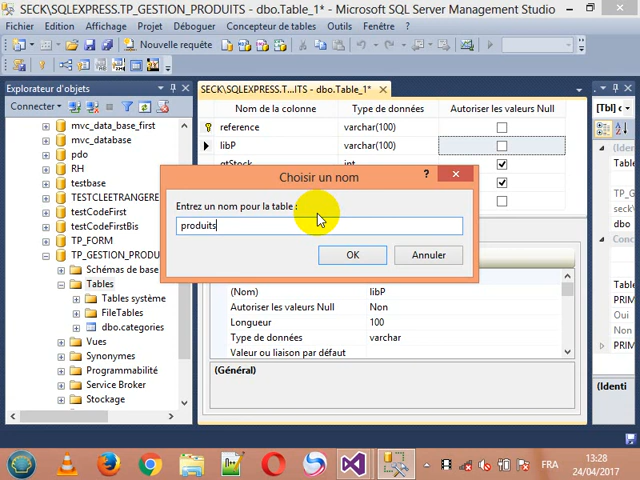 SECK\SQLEXPRESS.TP_GESTION_PRODUITS - dbo.Table_1* - Microsoft SQL Server Management Studio
Fichier Edition Affichage Projet Déboguer Concepteur de tables Outils Fenêtre ?
Nouvelle requête
Explorateur d'objets
Connecter
mvc_data_base_first
mvc_database
pdo
RH
testbase
TESTCLEETRANGERE
testCodeFirst
testCodeFirstBis
TP_FORM
TP_GESTION_PRODU
Schémas de base
Tables
Tables système
FileTables
dbo.categories
Vues
Synonymes
Programmabilité
Service Broker
Stockage
SECK\SQLEXPRESS.T...ITS - dbo.Table_1*
Nom de la colonne Type de données Autoriser les valeurs Null
reference varchar(100)
libP varchar(100)
qtStock int
Choisir un nom
?
Entrez un nom pour la table :
produits
OK Annuler
(Nom) libP
Autoriser les valeurs Null Non
Longueur 100
Type de données varchar
Valeur ou liaison par défaut
(Général)
[Tbl]
(Ident
Table
seck\
dbo
Conce
PRIM
Oui
Non
PRIM
(Identi
FRA
13:28
24/04/2017